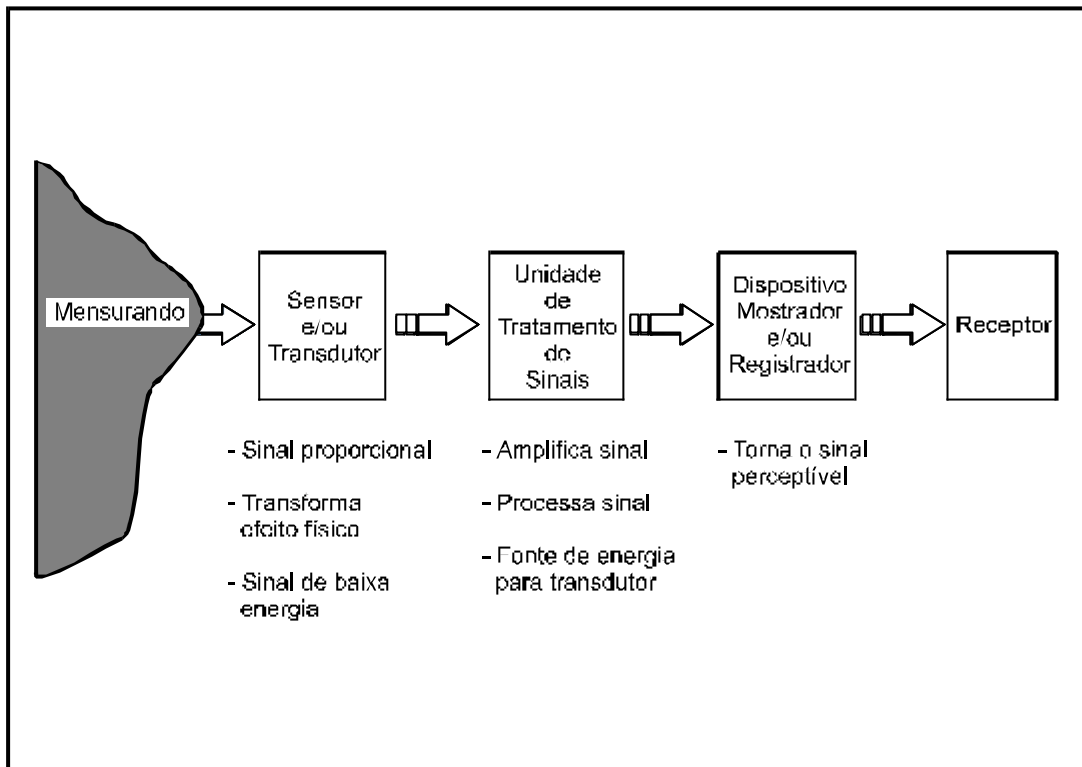 Mensurando
Sensor
e/ou
Transdutor
Unidade
de
Tratamento
de
Sinais
Dispositivo
Mostrador
e/ou
Registrador
Receptor
- Sinal proporcional
- Transforma
efeito físico
- Sinal de baixa
energia
- Amplifica sinal
- Processa sinal
- Fonte de energia
para transdutor
- Torna o sinal
perceptível